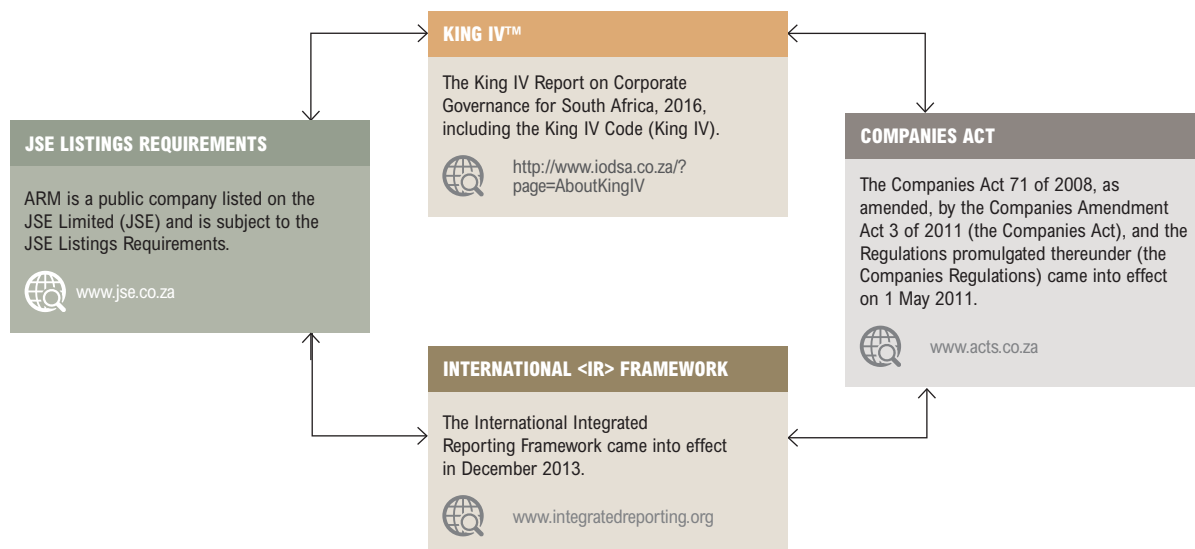 KING IV™
The King IV Report on Corporate
Governance for South Africa, 2016,
including the King IV Code (King IV).
http://www.iodsa.co.za/?
page=AboutKingIV
JSE LISTINGS REQUIREMENTS
ARM is a public company listed on the
JSE Limited (JSE) and is subject to the
JSE Listings Requirements.
www.jse.co.za
COMPANIES ACT
The Companies Act 71 of 2008, as
amended, by the Companies Amendment
Act 3 of 2011 (the Companies Act), and the
Regulations promulgated thereunder (the
Companies Regulations) came into effect
on 1 May 2011.
www.acts.co.za
INTERNATIONAL <IR> FRAMEWORK
The International Integrated
Reporting Framework came into effect
in December 2013.
www.integratedreporting.org